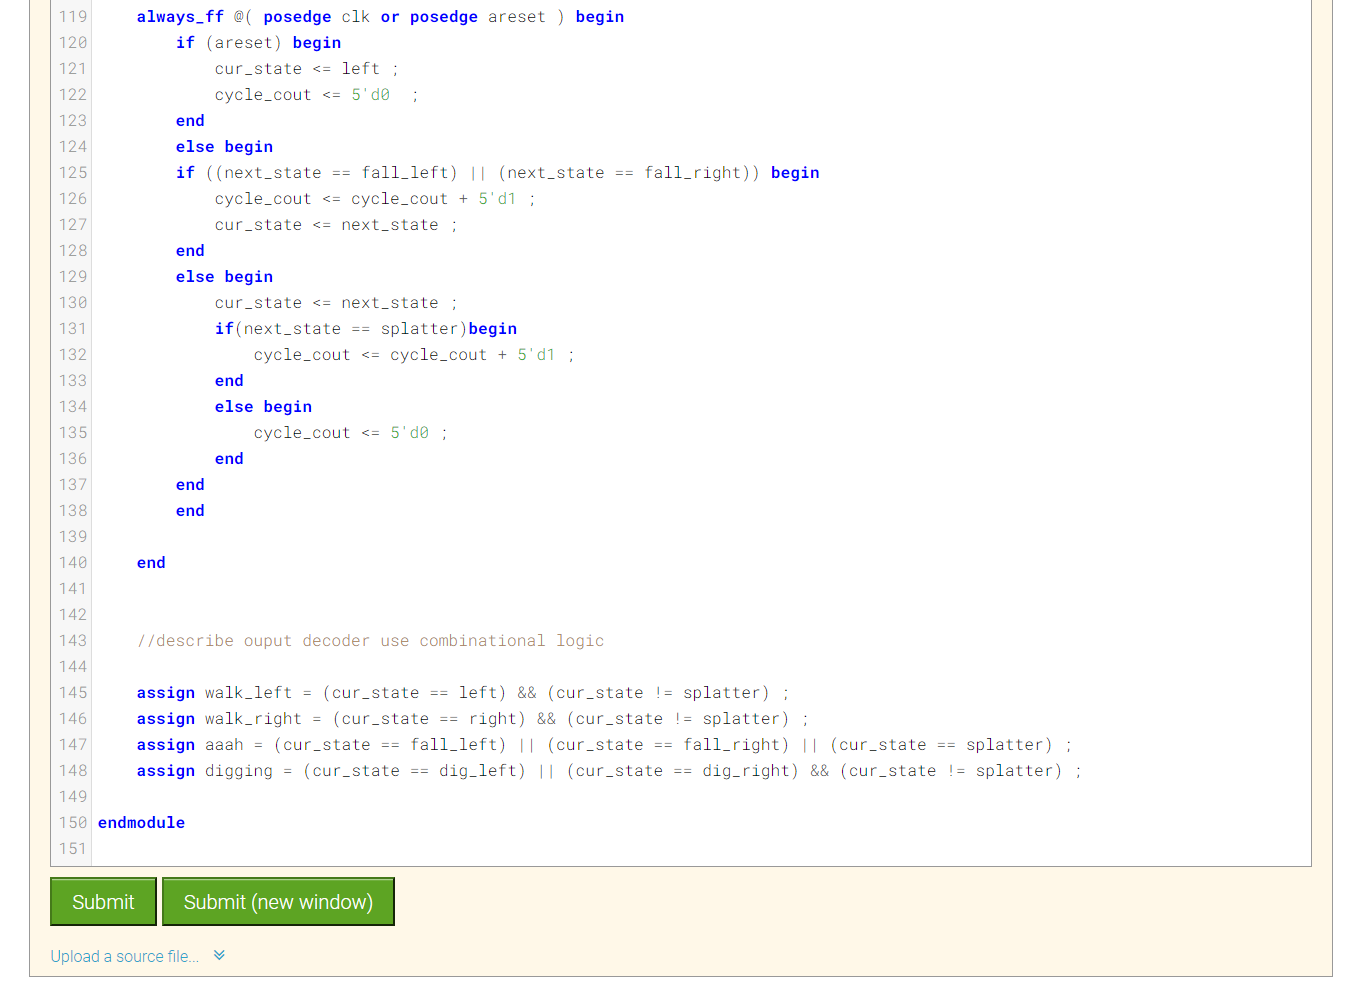 119 always_ff @( posedge clk or posedge areset ) begin
120 if (areset) begin
121 cur_state <= left ;
122 cycle_cout <= 5'd0 ;
123 end
124 else begin
125 if ((next_state == fall_left) || (next_state == fall_right)) begin
126 cycle_cout <= cycle_cout + 5'd1 ;
127 cur_state <= next_state ;
128 end
129 else begin
130 cur_state <= next_state ;
131 if(next_state == splatter)begin
132 cycle_cout <= cycle_cout + 5'd1 ;
133 end
134 else begin
135 cycle_cout <= 5'd0 ;
136 end
137 end
138 end
139
140 end
141
142
143 //describe ouput decoder use combinational logic
144
145 assign walk_left = (cur_state == left) && (cur_state != splatter) ;
146 assign walk_right = (cur_state == right) && (cur_state != splatter) ;
147 assign aaah = (cur_state == fall_left) || (cur_state == fall_right) || (cur_state == splatter) ;
148 assign digging = (cur_state == dig_left) || (cur_state == dig_right) && (cur_state != splatter) ;
149
150 endmodule
151
Submit Submit (new window)
Upload a source file...